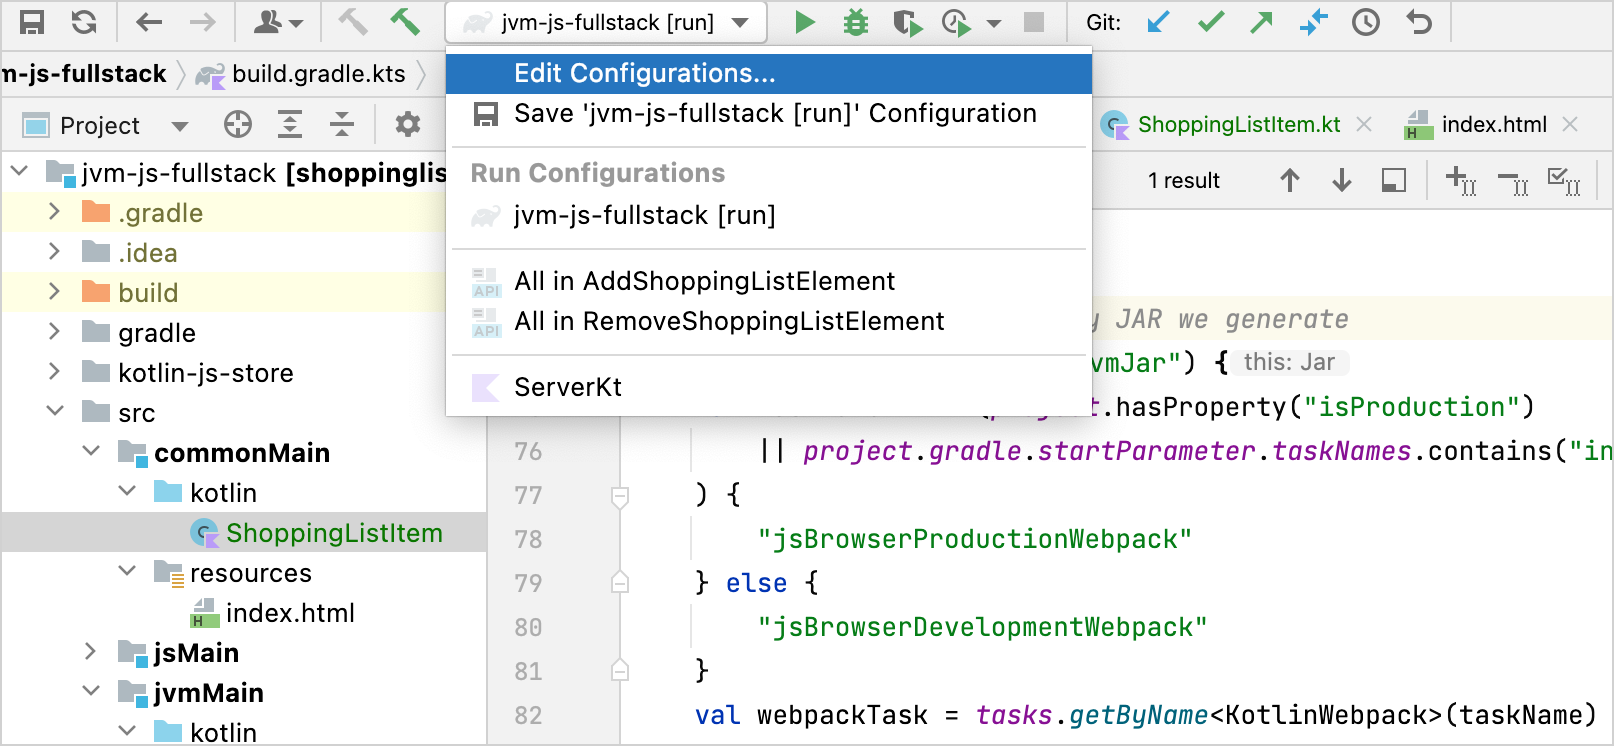 jvm-js-fullstack [run]
Git:
m-js-fullstack
build.gradle.kts
Edit Configurations...
Save 'jvm-js-fullstack [run]' Configuration
Run Configurations
jvm-js-fullstack [run]
All in AddShoppingListElement
API
All in RemoveShoppingListElement
API
ServerKt
Project
ShoppingListItem.kt
index.html
1 result
jvm-js-fullstack [shoppinglis
.gradle
.idea
build
gradle
kotlin-js-store
src
commonMain
kotlin
ShoppingListItem
resources
index.html
jsMain
jvmMain
kotlin
y JAR we generate
vmJar") { this: Jar
.hasProperty("isProduction")
76 || project.gradle.startParameter.taskNames.contains("in
77 ) {
78 "jsBrowserProductionWebpack"
79 } else {
80 "jsBrowserDevelopmentWebpack"
81 }
82 val webpackTask = tasks.getByName<KotlinWebpack>(taskName)